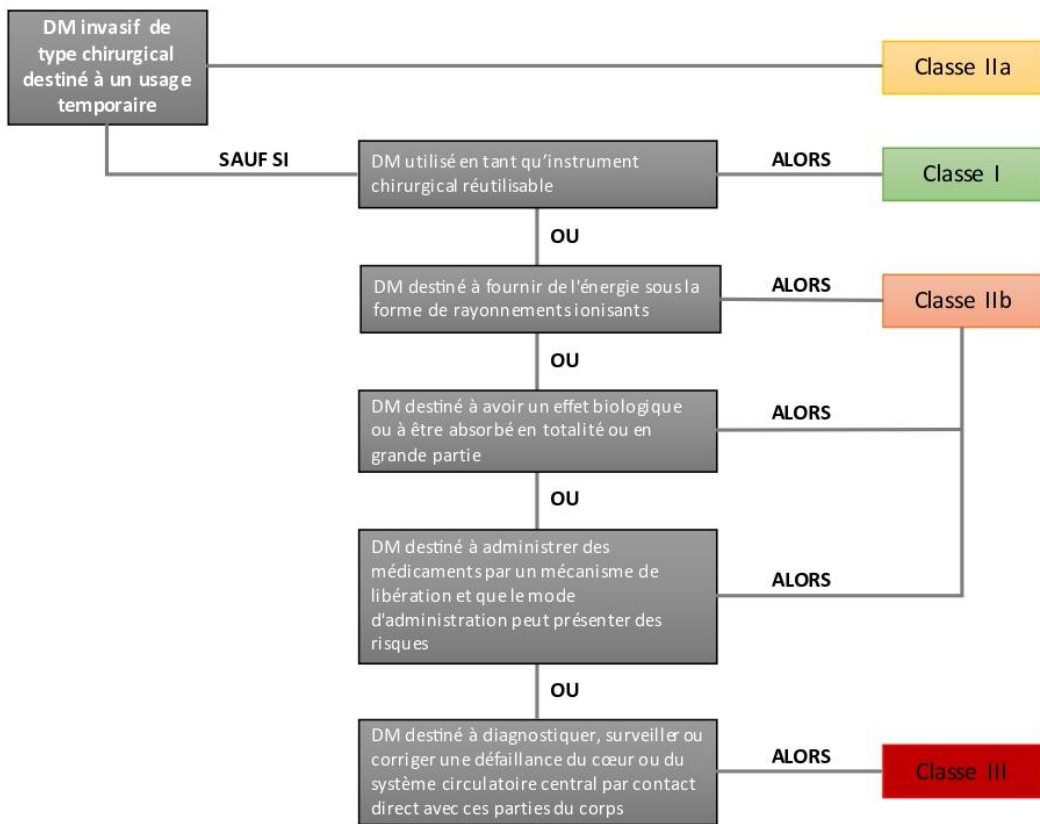 DM invasif de
type chirurgical
destiné à un usage
temporaire
Classe IIa
SAUF SI
DM utilisé en tant qu'instrument
chirurgical réutilisable
ALORS
Classe I
OU
DM destiné à fournir de l'énergie sous la
forme de rayonnements ionisants
ALORS
Classe IIb
OU
DM destiné à avoir un effet biologique
ou à être absorbé en totalité ou en
grande partie
ALORS
OU
DM destiné à administrer des
médicaments par un mécanisme de
libération et que le mode
d'administration peut présenter des
risques
ALORS
OU
DM destiné à diagnostiquer, surveiller ou
corriger une défaillance du cœur ou du
système circulatoire central par contact
direct avec ces parties du corps
ALORS
Classe III